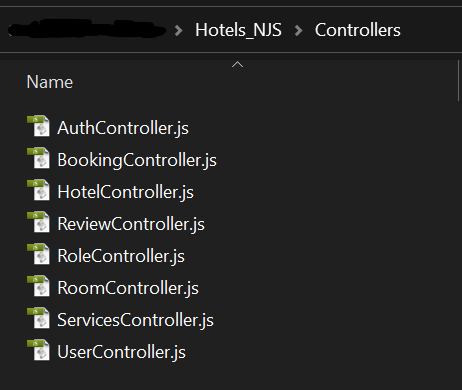 Hotels_NJS > Controllers
Name
AuthController.js
BookingController.js
HotelController.js
ReviewController.js
RoleController.js
RoomController.js
ServicesController.js
UserController.js